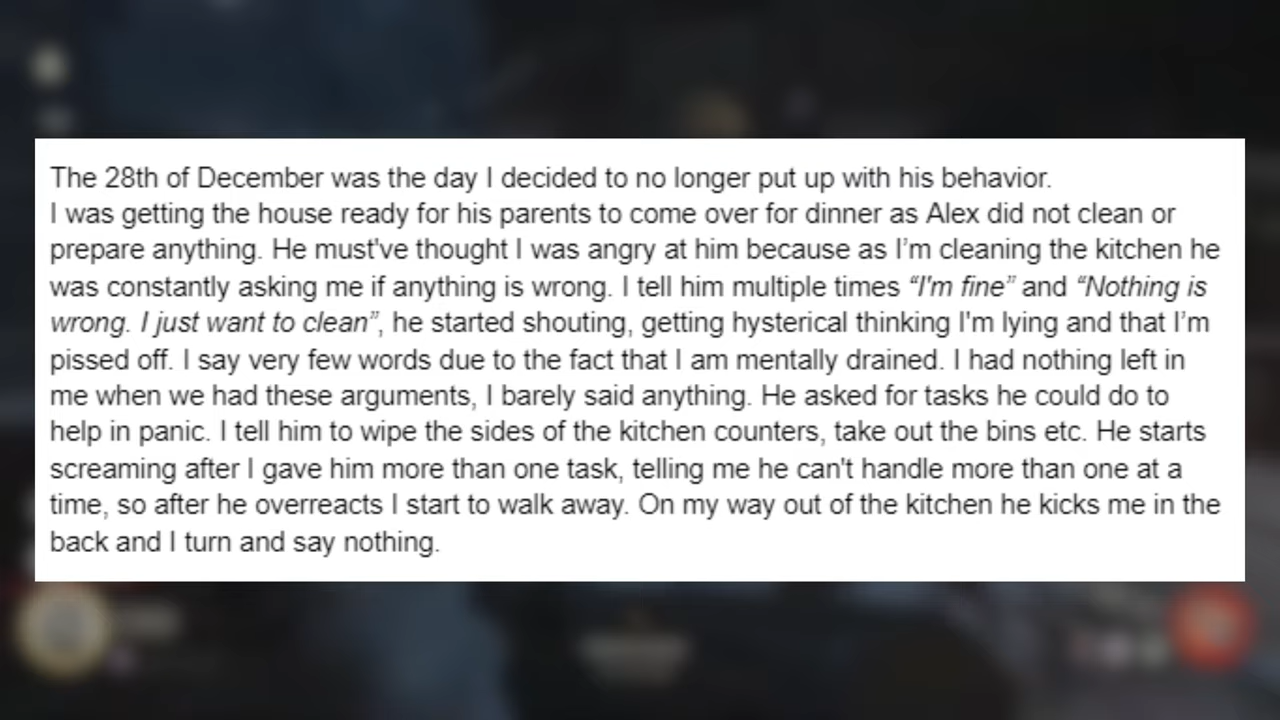 The 28th of December was the day I decided to no longer put up with his behavior.
I was getting the house ready for his parents to come over for dinner as Alex did not clean or
prepare anything. He must've thought I was angry at him because as I’m cleaning the kitchen he
was constantly asking me if anything is wrong. I tell him multiple times “I'm fine” and “Nothing is
wrong. I just want to clean”, he started shouting, getting hysterical thinking I'm lying and that I’m
pissed off. I say very few words due to the fact that I am mentally drained. I had nothing left in
me when we had these arguments, I barely said anything. He asked for tasks he could do to
help in panic. I tell him to wipe the sides of the kitchen counters, take out the bins etc. He starts
screaming after I gave him more than one task, telling me he can't handle more than one at a
time, so after he overreacts I start to walk away. On my way out of the kitchen he kicks me in the
back and I turn and say nothing.